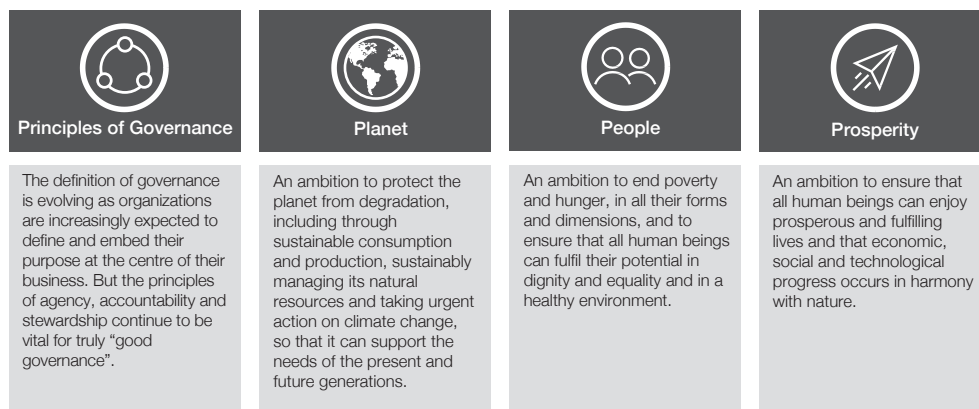 Principles of Governance
The definition of governance
is evolving as organizations
are increasingly expected to
define and embed their
purpose at the centre of their
business. But the principles
of agency, accountability and
stewardship continue to be
vital for truly “good
governance”.
Planet
An ambition to protect the
planet from degradation,
including through
sustainable consumption
and production, sustainably
managing its natural
resources and taking urgent
action on climate change,
so that it can support the
needs of the present and
future generations.
People
An ambition to end poverty
and hunger, in all their forms
and dimensions, and to
ensure that all human beings
can fulfil their potential in
dignity and equality and in a
healthy environment.
Prosperity
An ambition to ensure that
all human beings can enjoy
prosperous and fulfilling
lives and that economic,
social and technological
progress occurs in harmony
with nature.